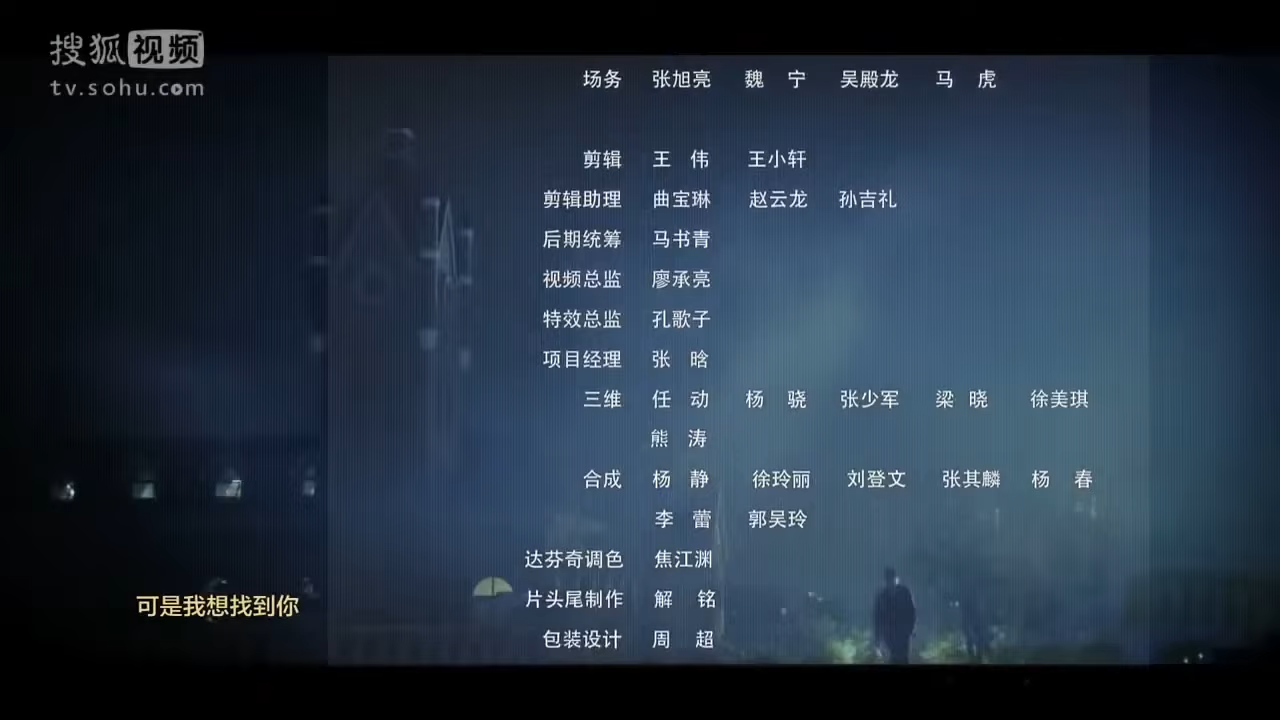 搜狐视频
tv.sohu.com
场务 张旭亮 魏 宁 吴殿龙 马 虎
剪辑 王 伟 王小轩
剪辑助理 曲宝琳 赵云龙 孙吉礼
后期统筹 马书青
视频总监 廖承亮
特效总监 孔歌子
项目经理 张 晗
三维 任 动 杨 骁 张少军 梁 晓 徐美琪
熊 涛
合成 杨 静 徐玲丽 刘登文 张其麟 杨 春
李 蕾 郭吴玲
达芬奇调色 焦江渊
片头尾制作 解 铭
包装设计 周 超
可是我想找到你